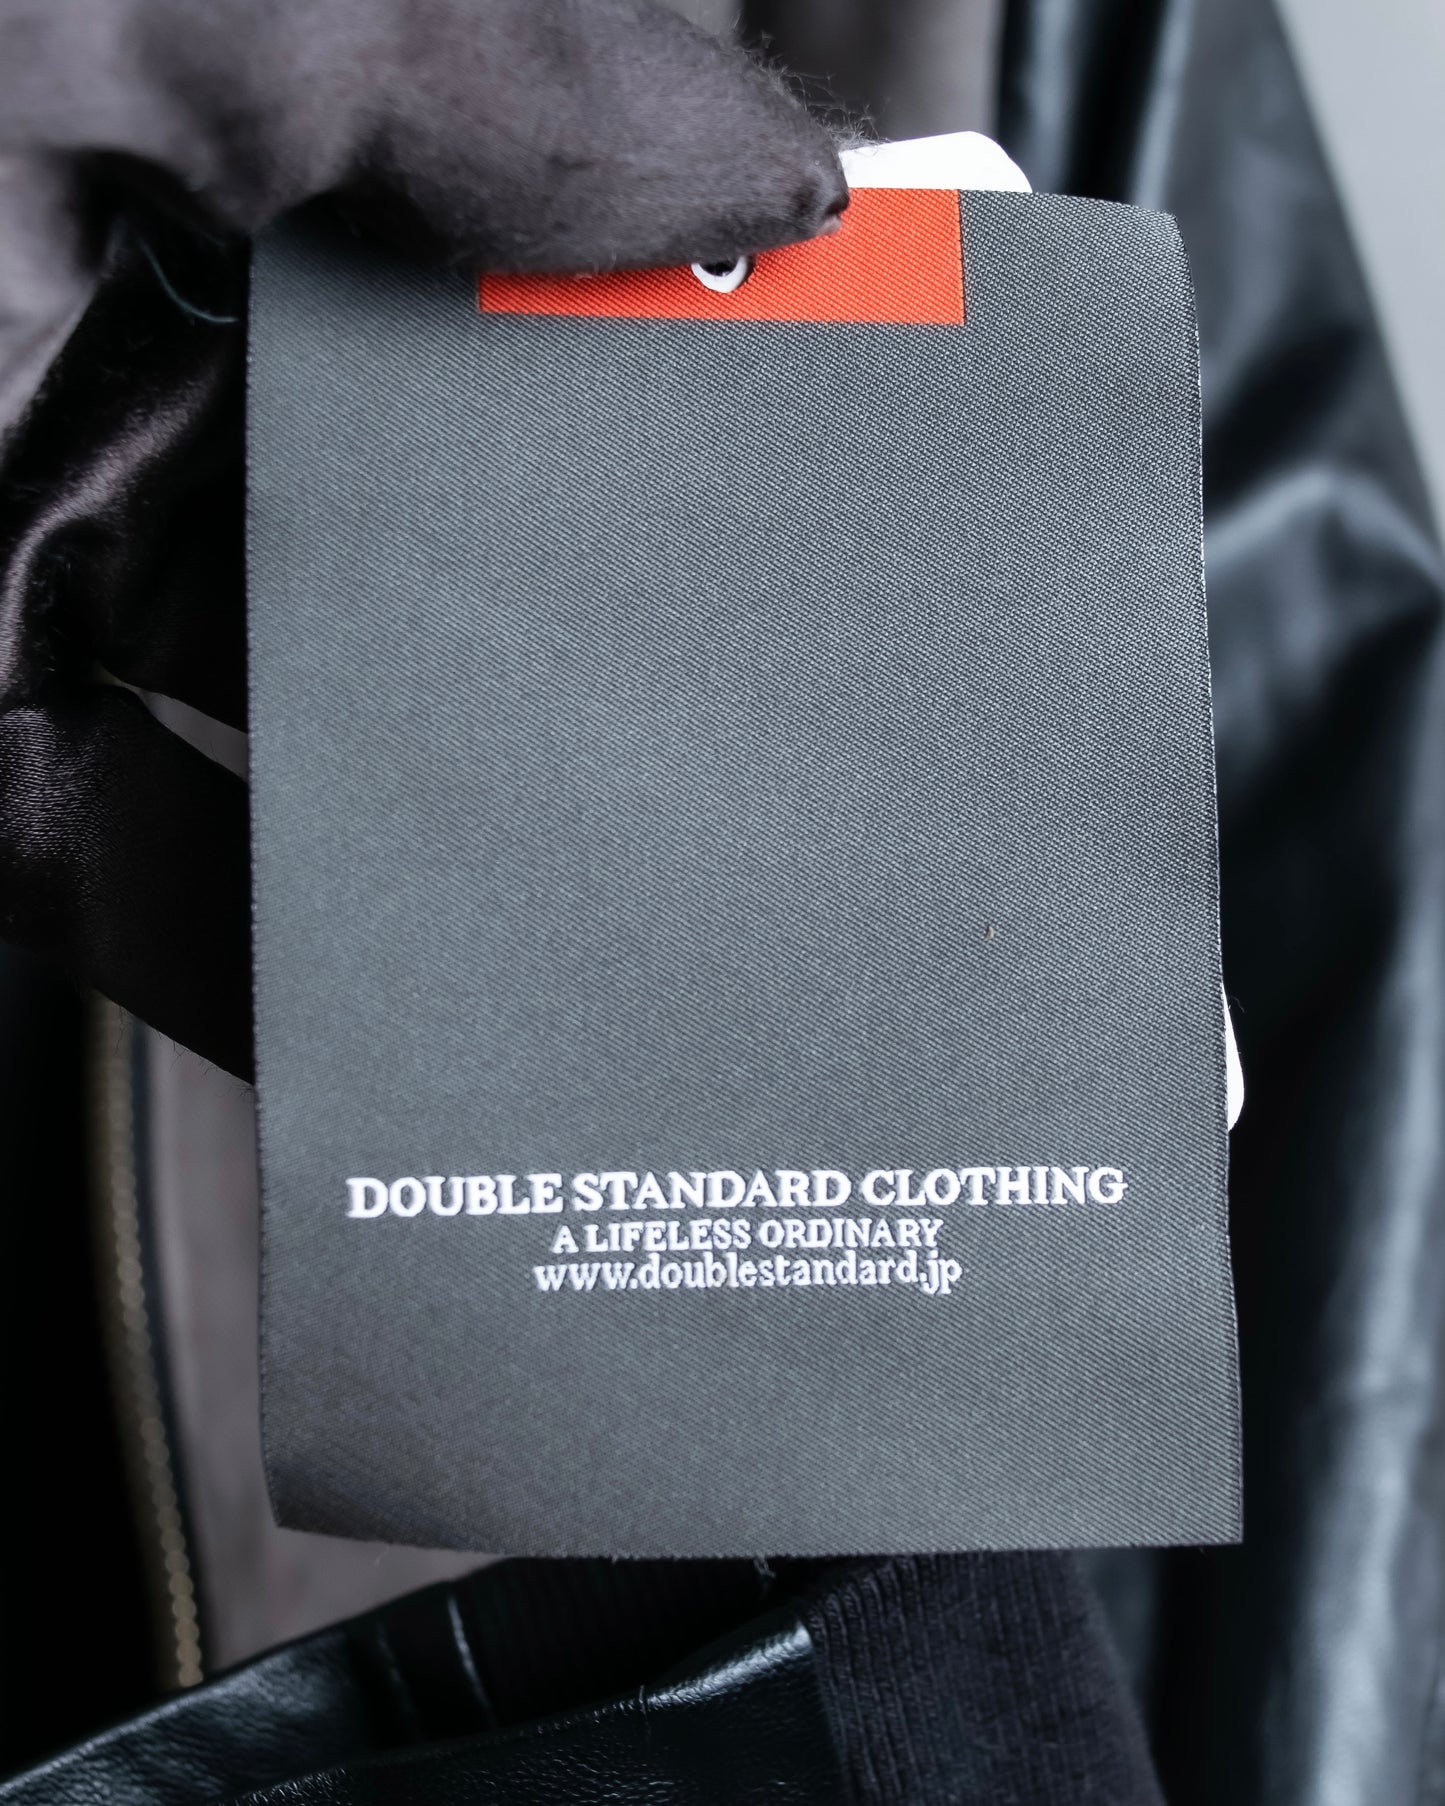 DOUBLE STANDARD CLOTHING
A LIFELESS ORDINARY
www.doublestandard.jp